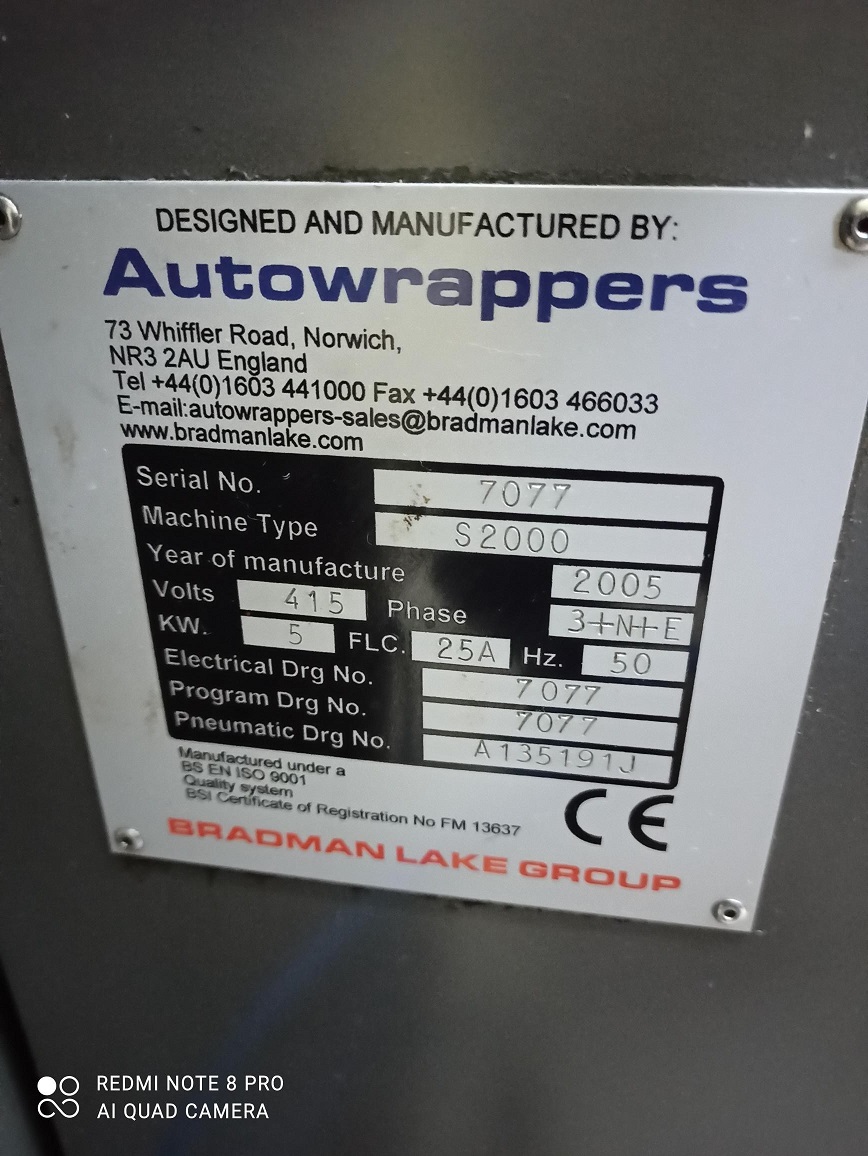 DESIGNED AND MANUFACTURED BY:
Autowrappers
73 Whiffler Road, Norwich,
NR3 2AU England
Tel +44(0)1603 441000 Fax +44(0)1603 466033
E-mail:autowrappers-sales@bradmanlake.com
www.bradmanlake.com
Serial No. 7077
Machine Type S2000
Year of manufacture 2005
Volts 415 Phase 3+N+E
KW. 5 FLC. 25A Hz. 50
Electrical Drg No. 7077
Program Drg No. 7077
Pneumatic Drg No. A135191J
Manufactured under a
BS EN ISO 9001
Quality system
BSI Certificate of Registration No FM 13637
CE
BRADMAN LAKE GROUP
REDMI NOTE 8 PRO
AI QUAD CAMERA